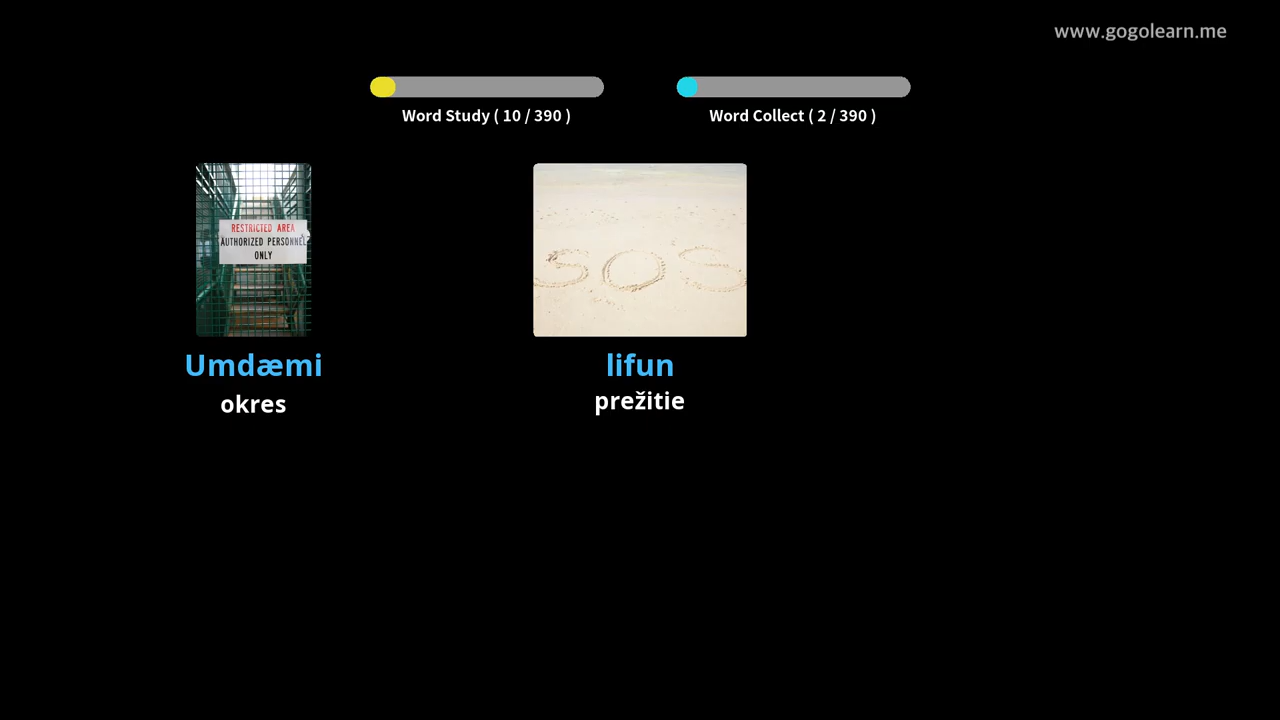 www.gogolearn.me
Word Study ( 10 / 390 )
Word Collect ( 2 / 390 )
RESTRICTED AREA
AUTHORIZED PERSONNEL
ONLY
SOS
Umdæmi
okres
lifun
prežitie